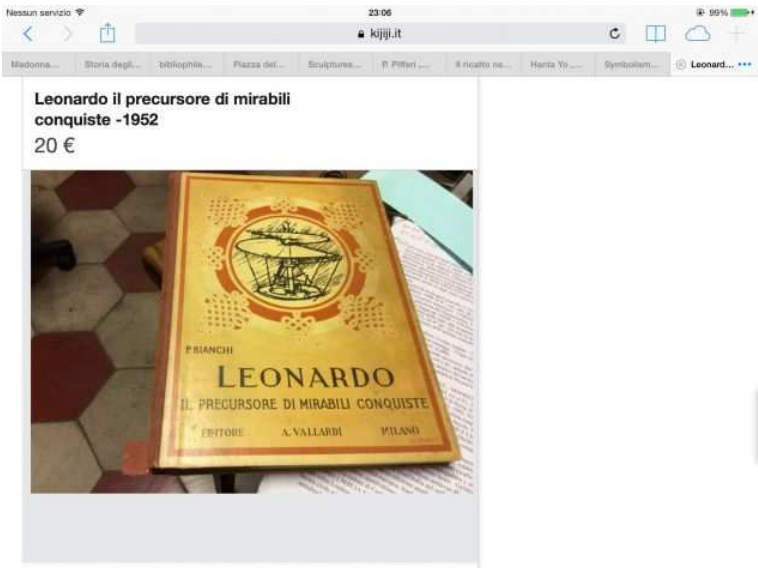 Nessun servizio 23:06 99%
kijiji.it
Madonna... Storia degli... bibliophile... Piazza del... Sculptures... P. Pifferi ,... Il ricatto ne... Hanta Yo ,... Symbolism... Leonard...
Leonardo il precursore di mirabili
conquiste -1952
20 €
P. BIANCHI
LEONARDO
IL PRECURSORE DI MIRABILI CONQUISTE
EDITORE A. VALLARDI MILANO